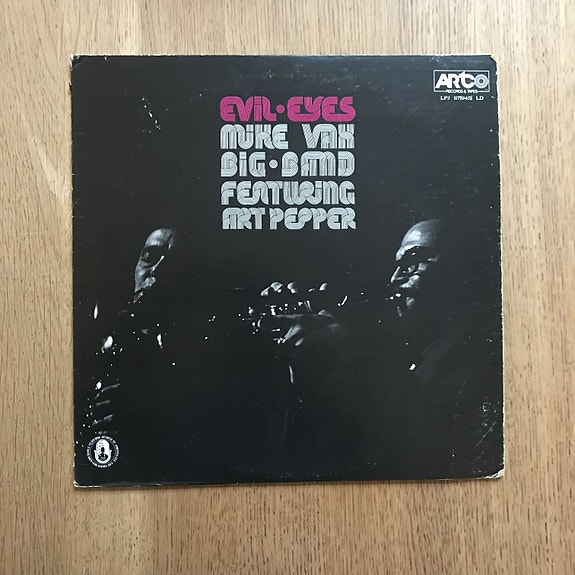 ARTCO
RECORDS & TAPES
EVIL·EYES
MIKE VAX
BIG·BAND
FEATURING
ART PEPPER